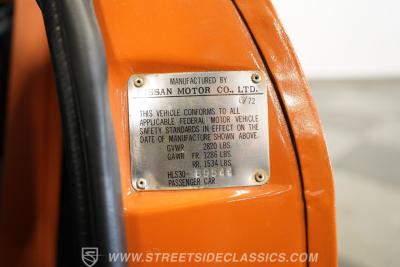 MANUFACTURED BY
NISSAN MOTOR CO., LTD.
/72
THIS VEHICLE CONFORMS TO ALL
APPLICABLE FEDERAL MOTOR VEHICLE
SAFETY STANDARDS IN EFFECT ON THE
DATE OF MANUFACTURE SHOWN ABOVE.
GVWR 2820 LBS.
GAWR FR. 1286 LBS.
RR. 1534 LBS.
HLS30-
PASSENGER CAR
WWW.STREETSIDECLASSICS.COM